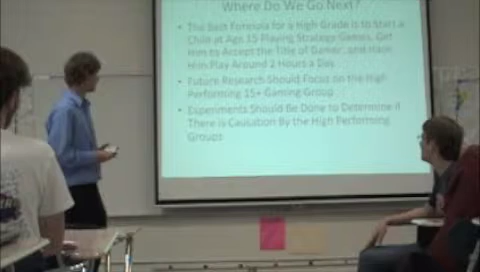 Where Do We Go Next?
• The Best Formula for a High Grade is to Start a
Child at Age 15 Playing Strategy Games, Get
Him to Accept the Title of Gamer, and Have
Him Play Around 2 Hours a Day
• Future Research Should Focus on the High
Performing 15+ Gaming Group
• Experiments Should Be Done to Determine if
There is Causation By the High Performing
Groups